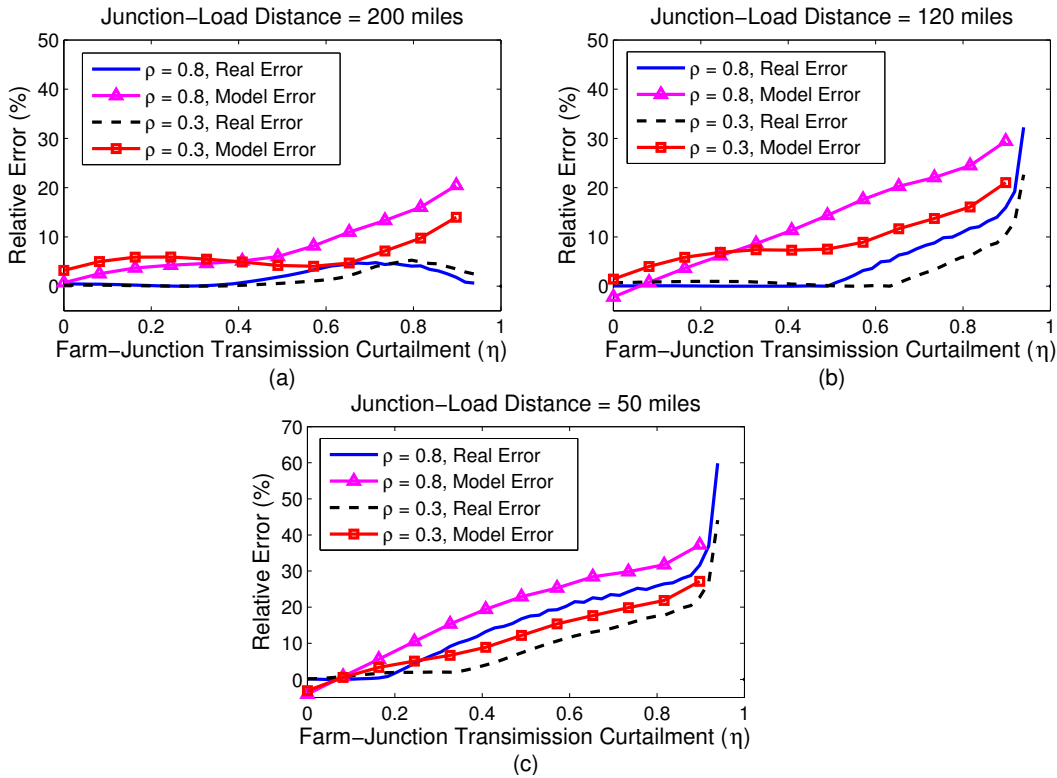 Junction−Load Distance = 200 miles
Relative Error (%)
50
40
30
20
10
0
ρ = 0.8, Real Error
ρ = 0.8, Model Error
ρ = 0.3, Real Error
ρ = 0.3, Model Error
0 0.2 0.4 0.6 0.8 1
Farm−Junction Transimission Curtailment (η)
(a)
Junction−Load Distance = 120 miles
Relative Error (%)
50
40
30
20
10
0
ρ = 0.8, Real Error
ρ = 0.8, Model Error
ρ = 0.3, Real Error
ρ = 0.3, Model Error
0 0.2 0.4 0.6 0.8 1
Farm−Junction Transimission Curtailment (η)
(b)
Junction−Load Distance = 50 miles
Relative Error (%)
70
60
50
40
30
20
10
0
ρ = 0.8, Real Error
ρ = 0.8, Model Error
ρ = 0.3, Real Error
ρ = 0.3, Model Error
0 0.2 0.4 0.6 0.8 1
Farm−Junction Transimission Curtailment (η)
(c)